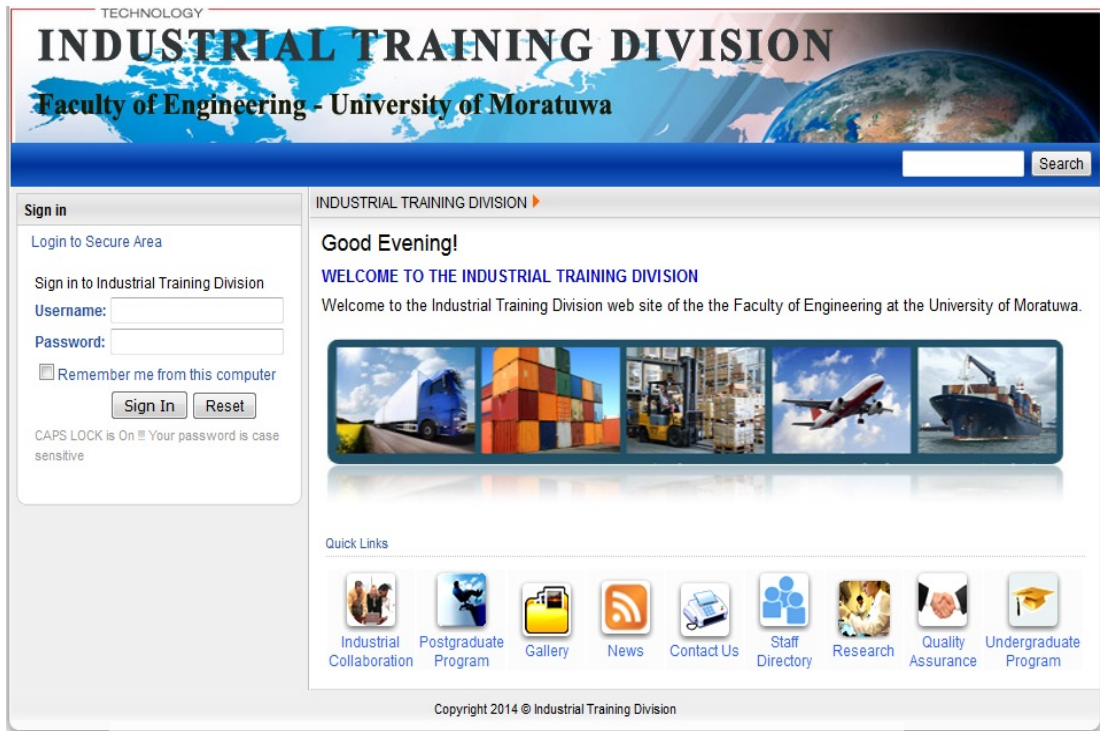 TECHNOLOGY
INDUSTRIAL TRAINING DIVISION
Faculty of Engineering - University of Moratuwa
Search
Sign in
Login to Secure Area
Sign in to Industrial Training Division
Username:
Password:
Remember me from this computer
Sign In Reset
CAPS LOCK is On !!! Your password is case
sensitive
INDUSTRIAL TRAINING DIVISION
Good Evening!
WELCOME TO THE INDUSTRIAL TRAINING DIVISION
Welcome to the Industrial Training Division web site of the the Faculty of Engineering at the University of Moratuwa.
Quick Links
Industrial
Collaboration
Postgraduate
Program
Gallery
News
Contact Us
Staff
Directory
Research
Quality
Assurance
Undergraduate
Program
Copyright 2014 © Industrial Training Division